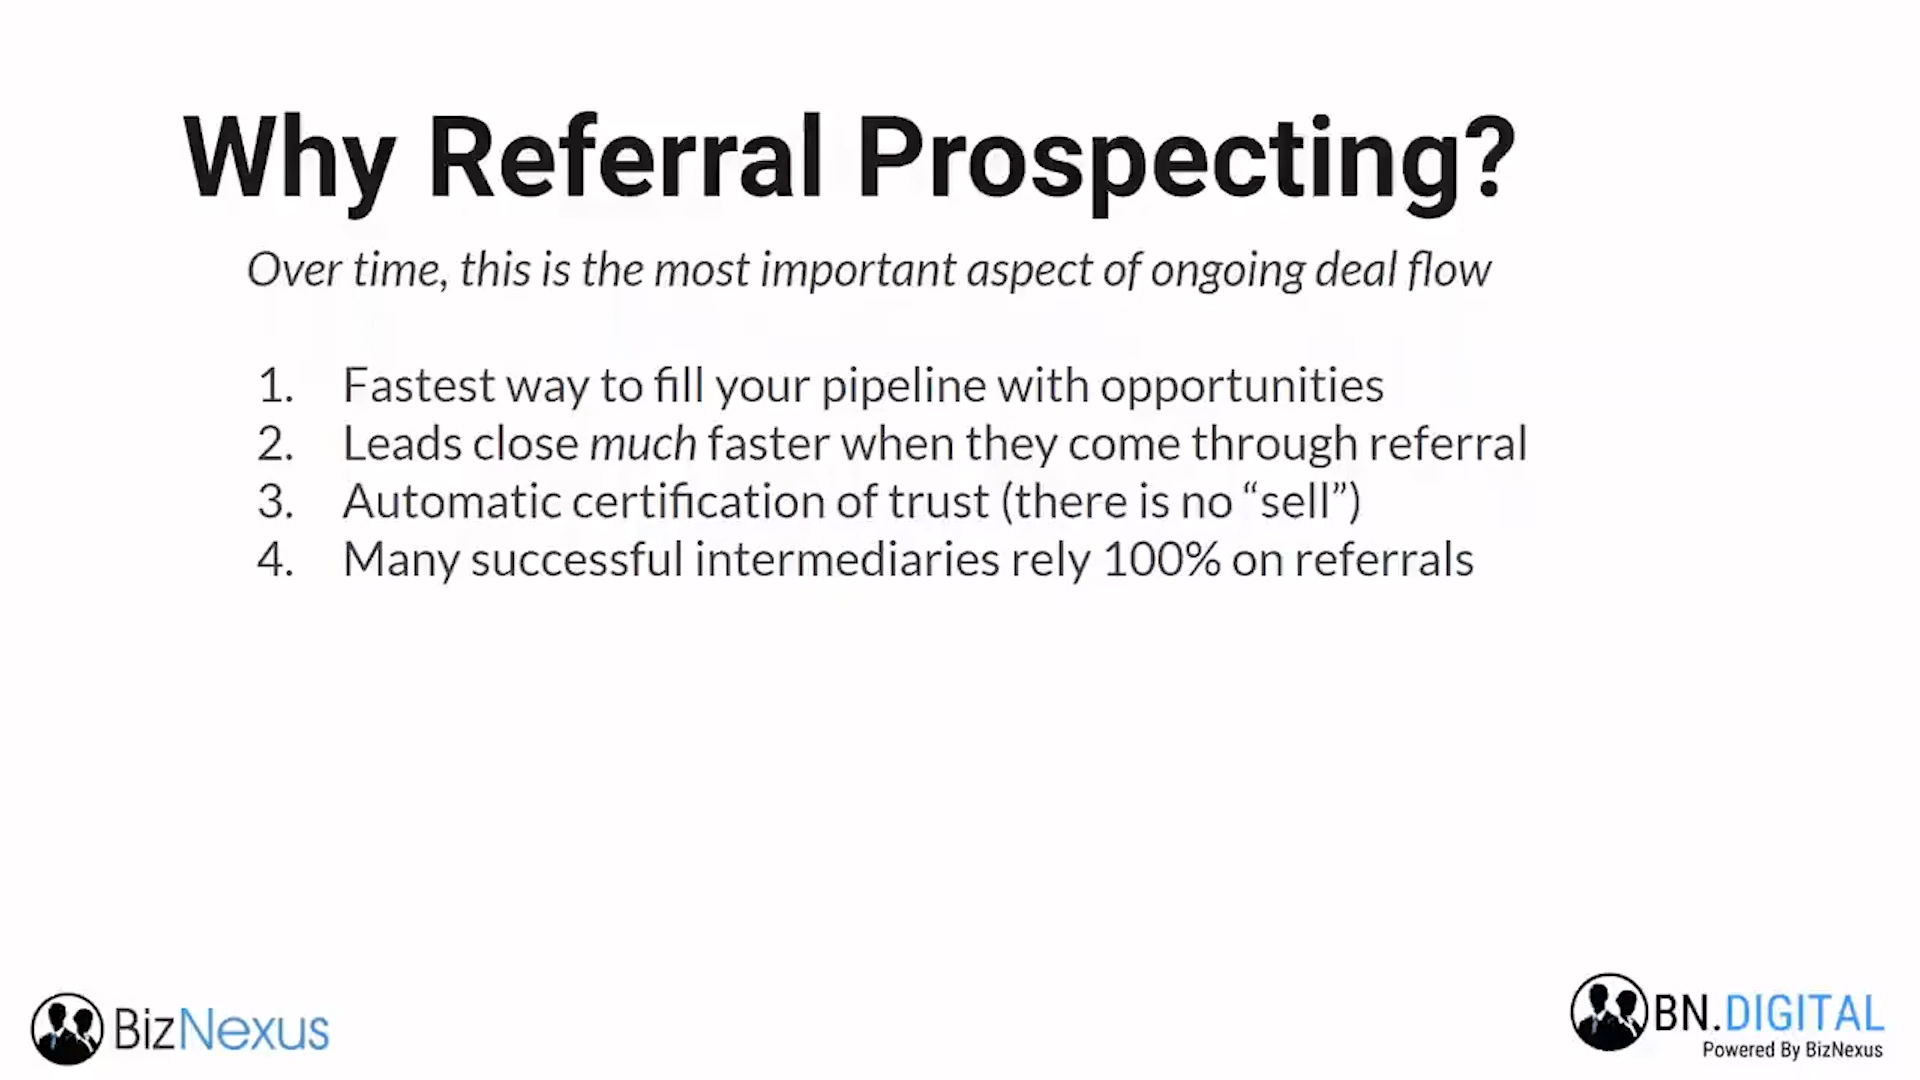 Why Referral Prospecting?
Over time, this is the most important aspect of ongoing deal flow
1. Fastest way to fill your pipeline with opportunities
2. Leads close much faster when they come through referral
3. Automatic certification of trust (there is no “sell”)
4. Many successful intermediaries rely 100% on referrals
BizNexus
BN.DIGITAL
Powered By BizNexus